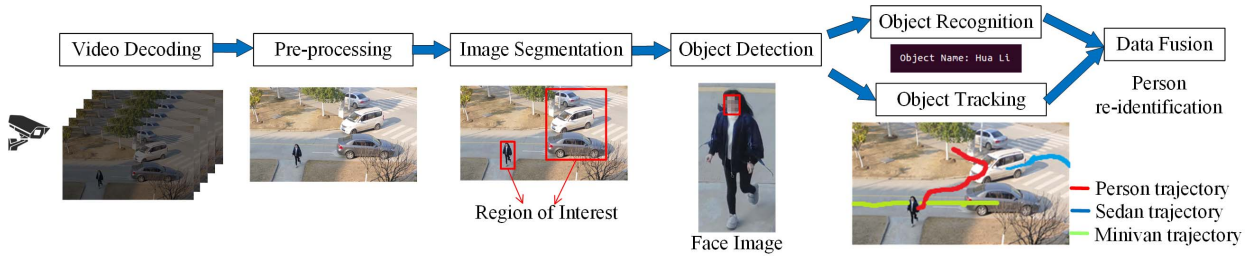 Video Decoding
Pre-processing
Image Segmentation
Object Detection
Object Recognition
Object Name: Hua Li
Object Tracking
Data Fusion
Person
re-identification
Region of Interest
Face Image
Person trajectory
Sedan trajectory
Minivan trajectory